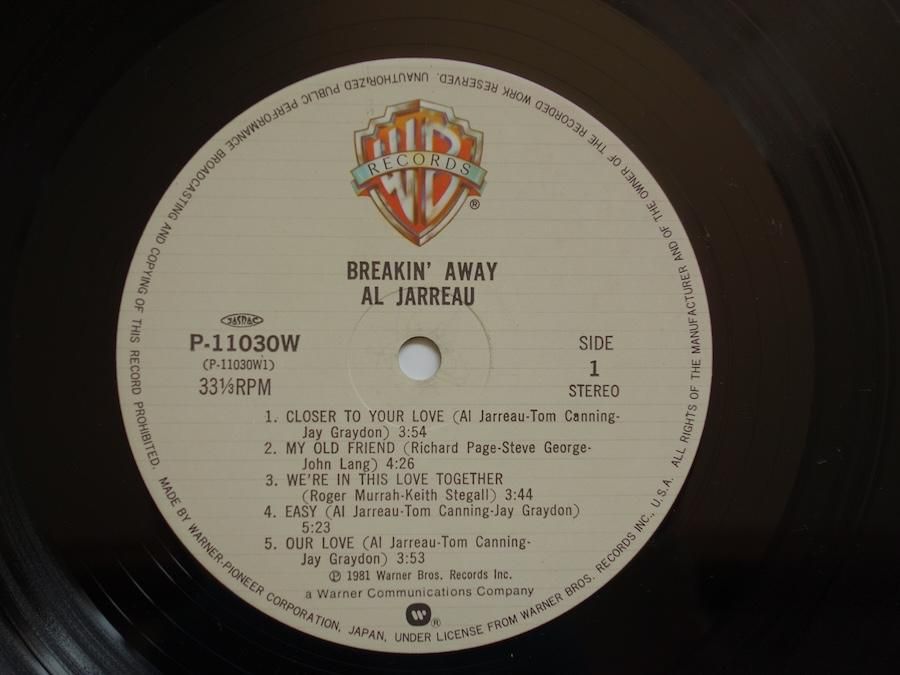 WB
RECORDS
®
BREAKIN' AWAY
AL JARREAU
JASRAC
P-11030W
(P-11030W1)
33⅓RPM
SIDE
1
STEREO
1. CLOSER TO YOUR LOVE (Al Jarreau-Tom Canning-
Jay Graydon) 3:54
2. MY OLD FRIEND (Richard Page-Steve George-
John Lang) 4:26
3. WE'RE IN THIS LOVE TOGETHER
(Roger Murrah-Keith Stegall) 3:44
4. EASY (Al Jarreau-Tom Canning-Jay Graydon)
5:23
5. OUR LOVE (Al Jarreau-Tom Canning-
Jay Graydon) 3:53
Ⓟ 1981 Warner Bros. Records Inc.
a Warner Communications Company
W®
MADE BY WARNER-PIONEER CORPORATION, JAPAN, UNDER LICENSE FROM WARNER BROS. RECORDS INC., U.S.A. ALL RIGHTS OF THE MANUFACTURER AND OF THE OWNER OF THE RECORDED WORK RESERVED. UNAUTHORIZED PUBLIC PERFORMANCE BROADCASTING AND COPYING OF THIS RECORD PROHIBITED.